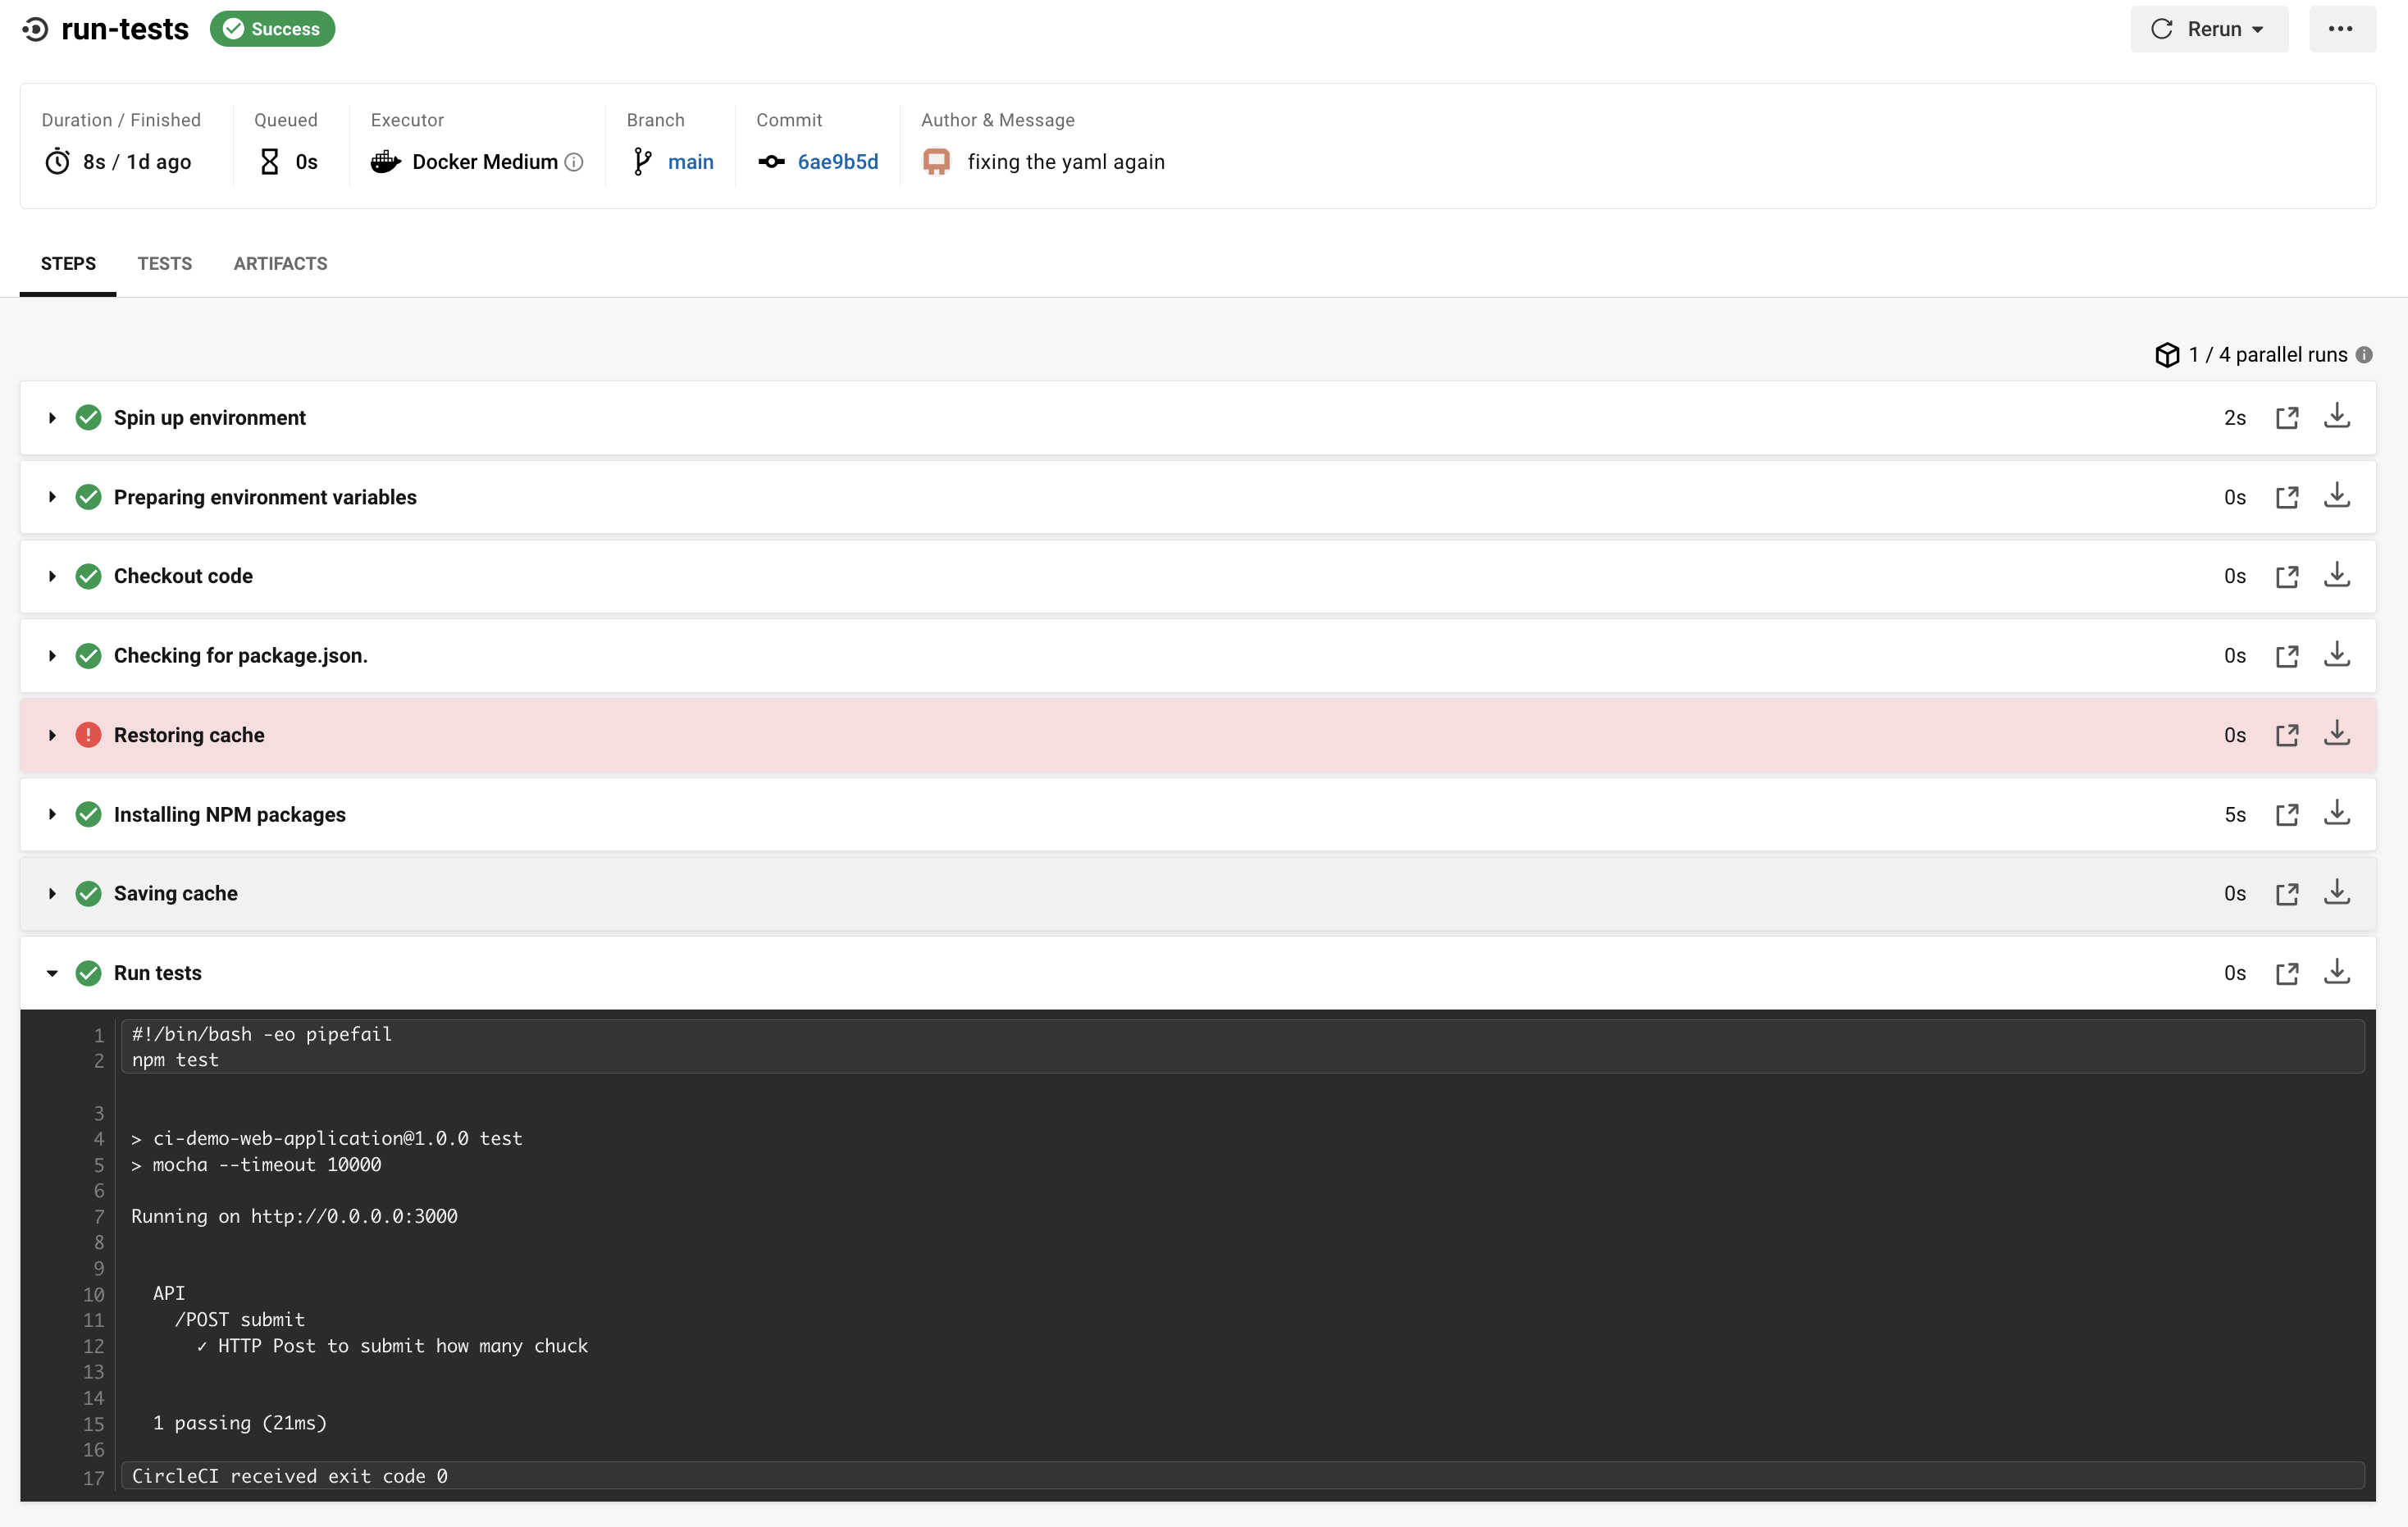 run-tests Success Rerun
Duration / Finished Queued Executor Branch Commit Author & Message
8s / 1d ago 0s Docker Medium main 6ae9b5d fixing the yaml again
STEPS TESTS ARTIFACTS
1 / 4 parallel runs
Spin up environment 2s
Preparing environment variables 0s
Checkout code 0s
Checking for package.json. 0s
Restoring cache 0s
Installing NPM packages 5s
Saving cache 0s
Run tests 0s
1 #!/bin/bash -eo pipefail
2 npm test
3
4 > ci-demo-web-application@1.0.0 test
5 > mocha --timeout 10000
6
7 Running on http://0.0.0.0:3000
8
9
10 API
11 /POST submit
12 ✓ HTTP Post to submit how many chuck
13
14
15 1 passing (21ms)
16
17 CircleCI received exit code 0